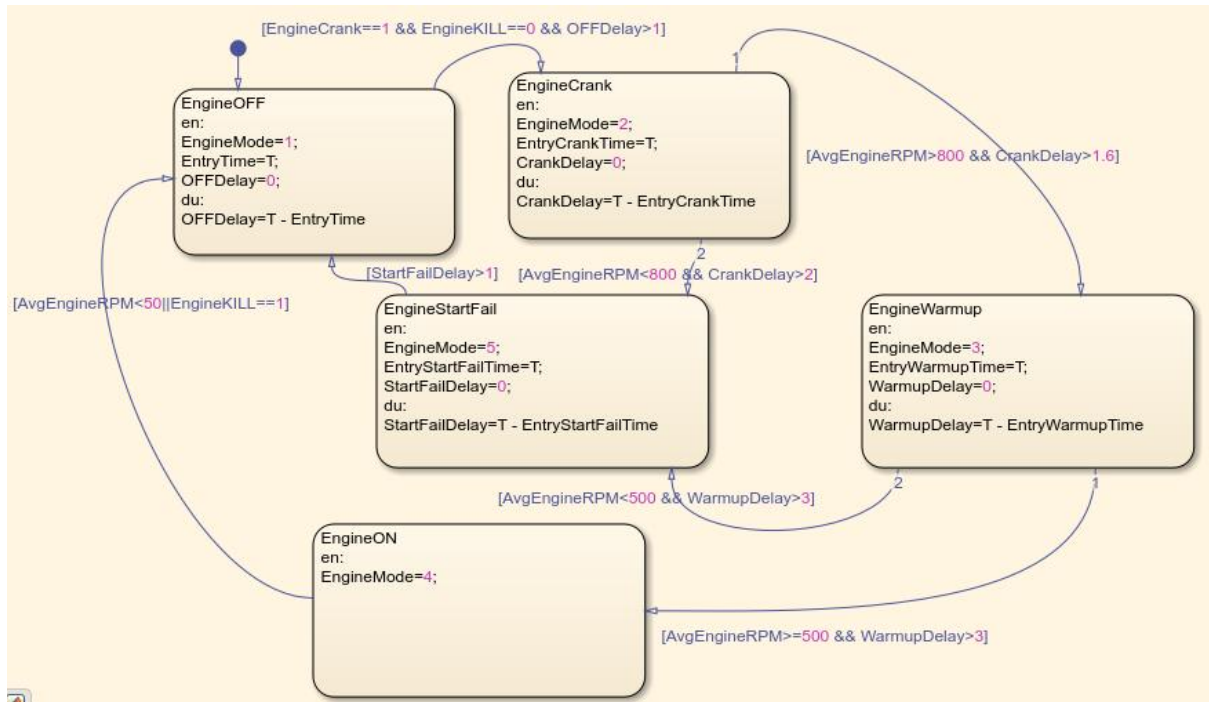 [EngineCrank==1 && EngineKILL==0 && OFFDelay>1]
EngineOFF
en:
EngineMode=1;
EntryTime=T;
OFFDelay=0;
du:
OFFDelay=T - EntryTime
EngineCrank
en:
EngineMode=2;
EntryCrankTime=T;
CrankDelay=0;
du:
CrankDelay=T - EntryCrankTime
1
[AvgEngineRPM>800 && CrankDelay>1.6]
2
[StartFailDelay>1]
[AvgEngineRPM<800 && CrankDelay>2]
[AvgEngineRPM<50||EngineKILL==1]
EngineStartFail
en:
EngineMode=5;
EntryStartFailTime=T;
StartFailDelay=0;
du:
StartFailDelay=T - EntryStartFailTime
EngineWarmup
en:
EngineMode=3;
EntryWarmupTime=T;
WarmupDelay=0;
du:
WarmupDelay=T - EntryWarmupTime
2
1
[AvgEngineRPM<500 && WarmupDelay>3]
EngineON
en:
EngineMode=4;
[AvgEngineRPM>=500 && WarmupDelay>3]